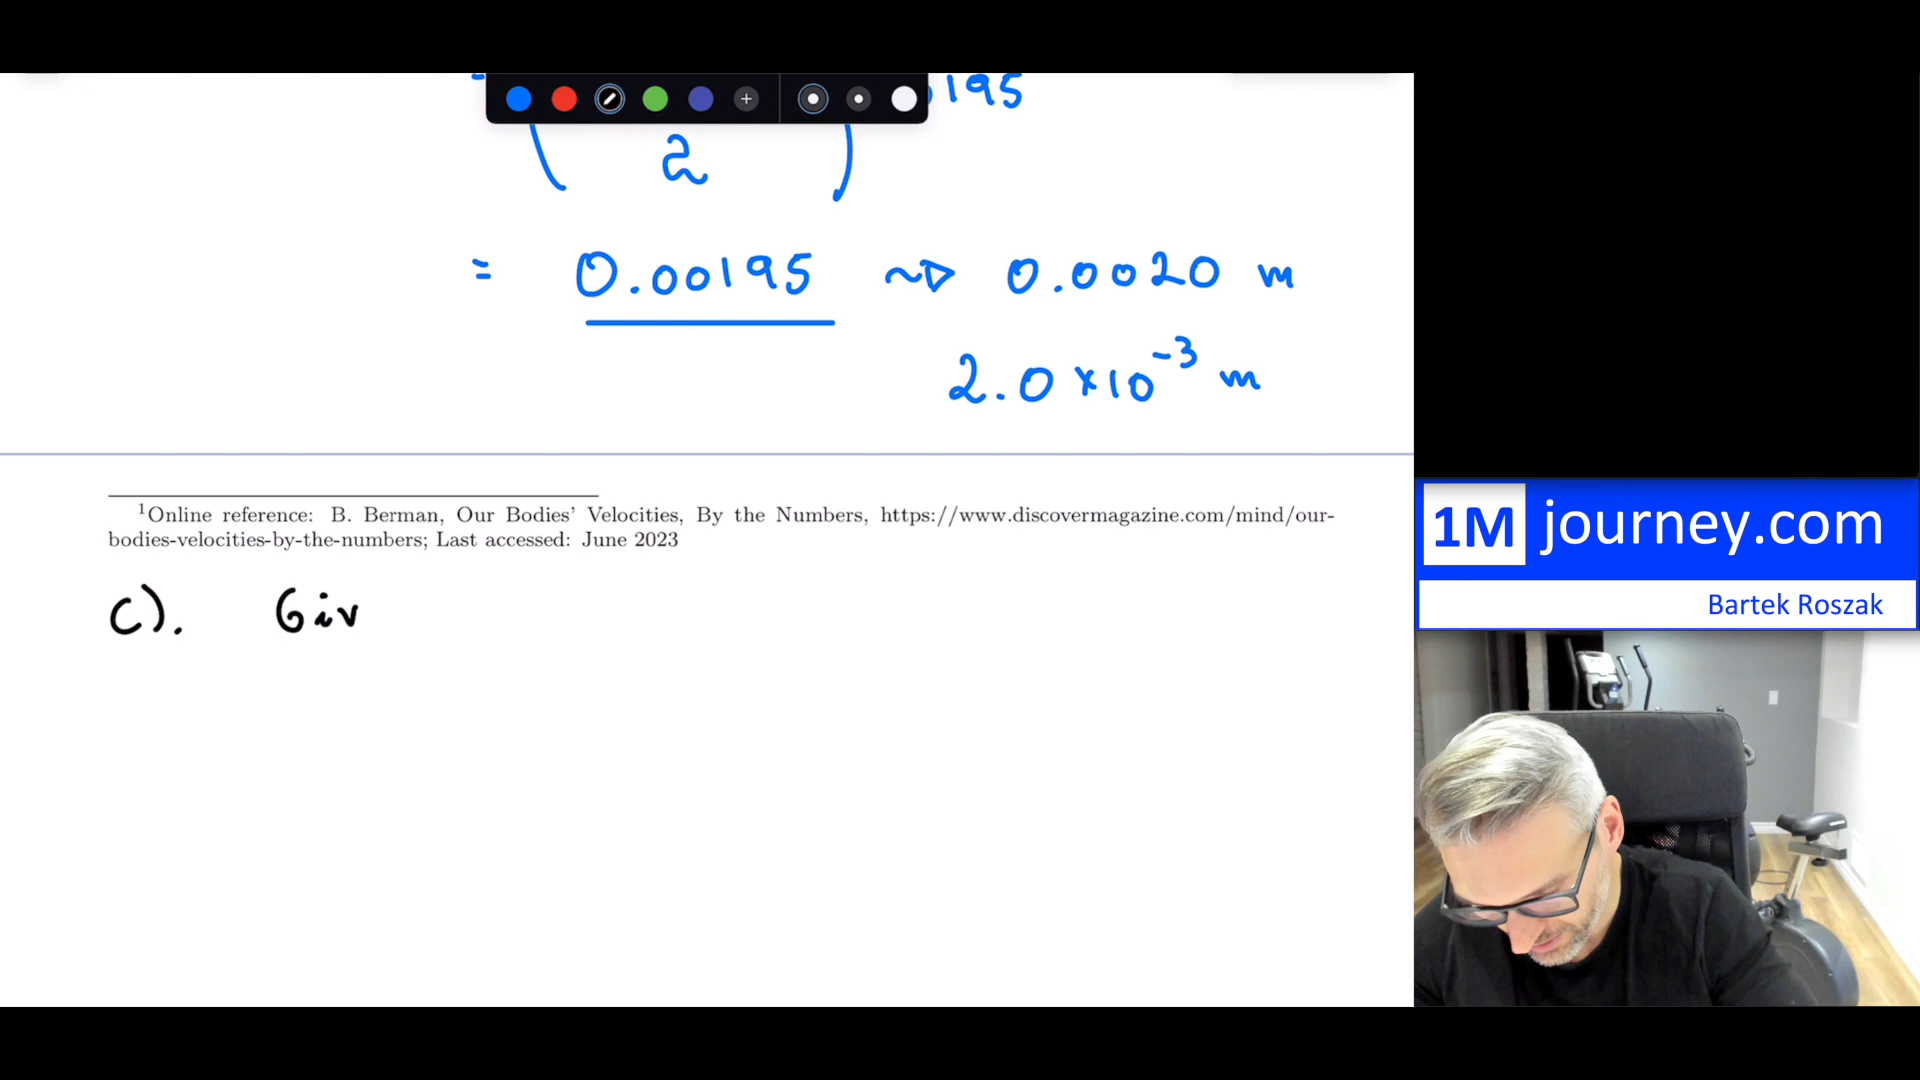 195
2
= 0.00195 ~▷ 0.0020 m
2.0 × 10⁻³ m
¹Online reference: B. Berman, Our Bodies' Velocities, By the Numbers, https://www.discovermagazine.com/mind/our-
bodies-velocities-by-the-numbers; Last accessed: June 2023
C). Giv
1M journey.com
Bartek Roszak